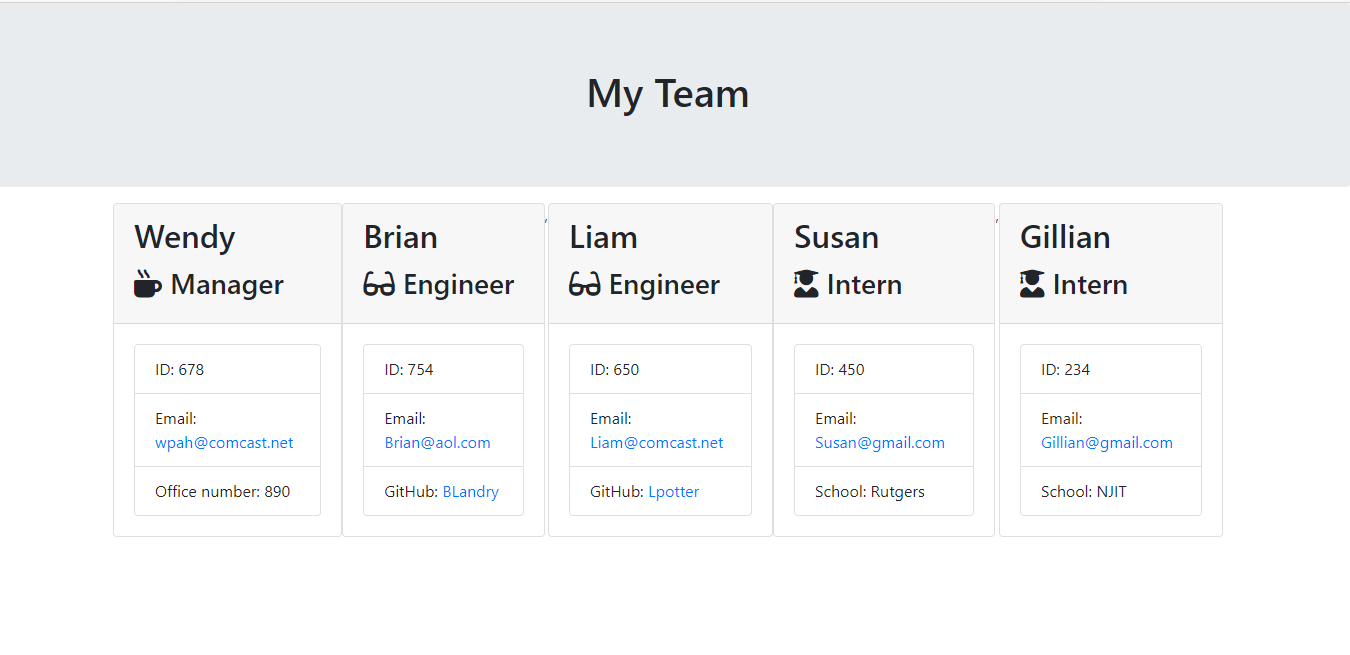 My Team
Wendy
Manager
ID: 678
Email:
wpah@comcast.net
Office number: 890
Brian
Engineer
ID: 754
Email:
Brian@aol.com
GitHub: BLandry
,
Liam
Engineer
ID: 650
Email:
Liam@comcast.net
GitHub: Lpotter
Susan
Intern
ID: 450
Email:
Susan@gmail.com
School: Rutgers
,
Gillian
Intern
ID: 234
Email:
Gillian@gmail.com
School: NJIT